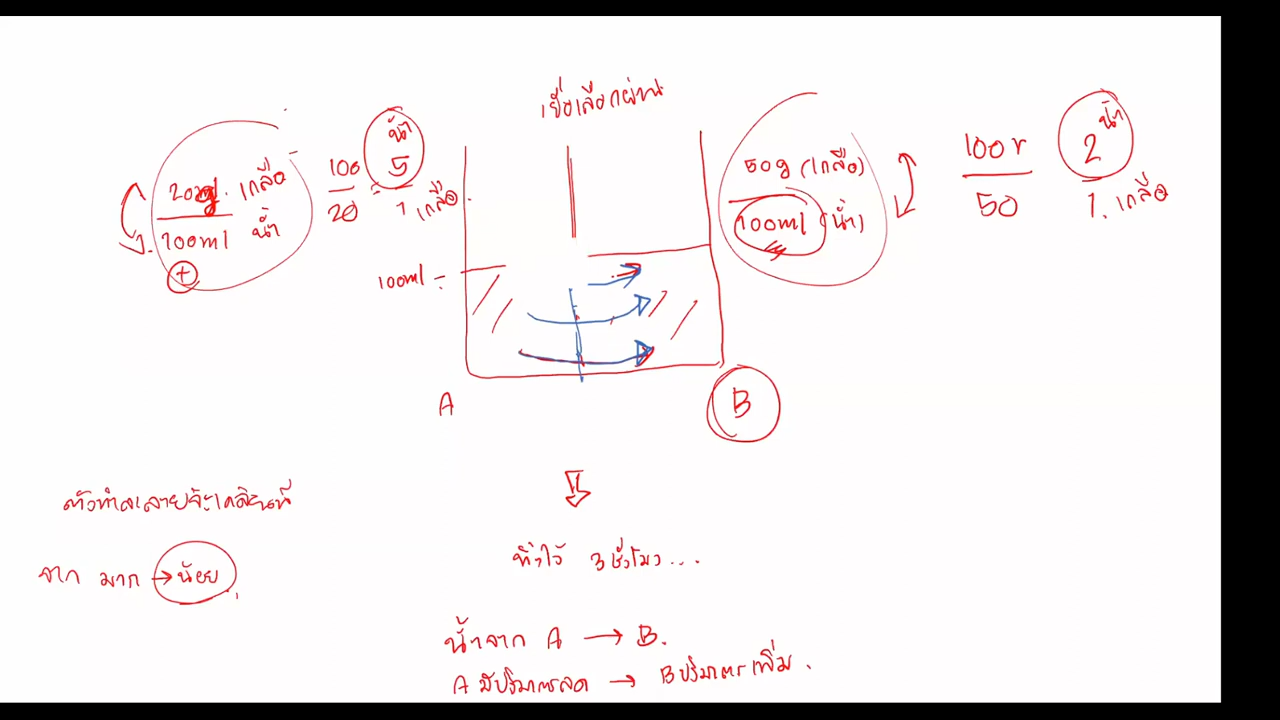 เยื่อเลือกผ่าน
20 g. เกลือ
100ml น้ำ
+
100
20
=
น้ำ
5
1 เกลือ.
50g (เกลือ)
100ml (น้ำ)
100
50
2 น้ำ
1. เกลือ
100ml
A
B
ตัวทำละลายจะเคลื่อนที่
จาก มาก → น้อย
ทิ้งไว้ 3 ชั่วโมง...
น้ำจาก A → B.
A มีปริมาตรลด → B ปริมาตรเพิ่ม.